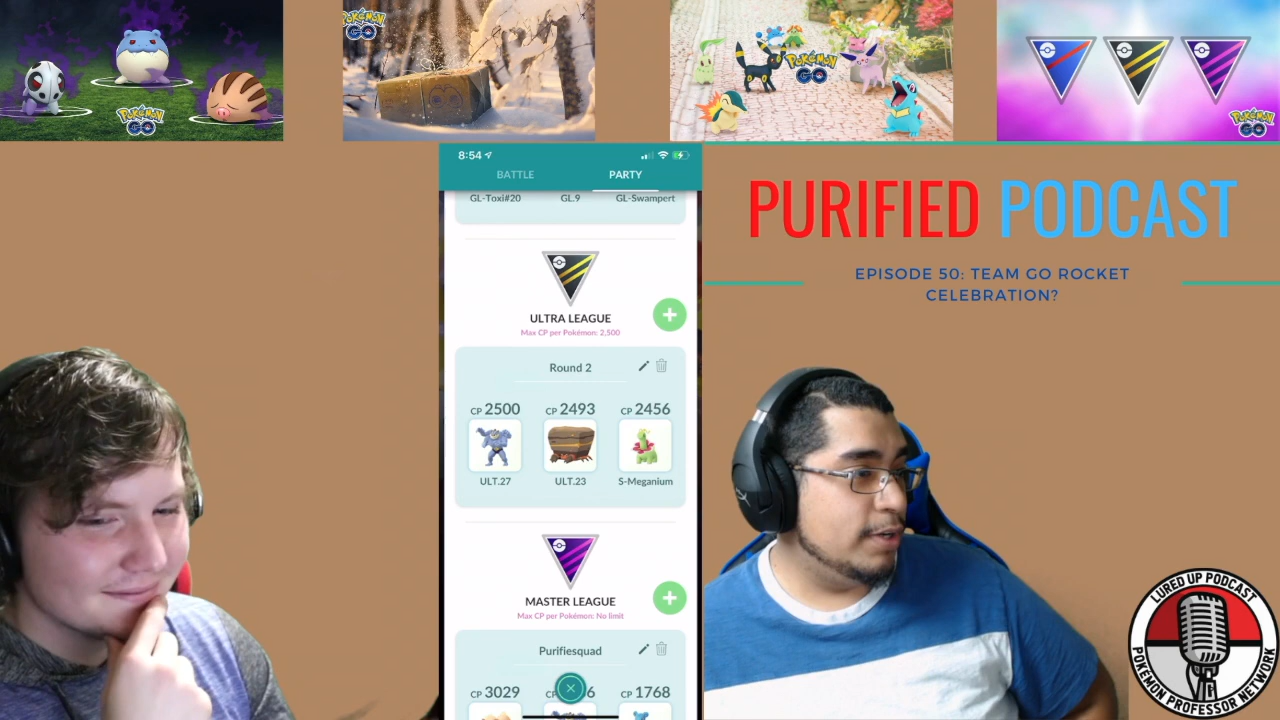 Pokémon GO
Pokémon GO
Pokémon GO
Pokémon GO
8:54
BATTLE
PARTY
GL-Toxi#20
GL.9
GL-Swampert
ULTRA LEAGUE
Max CP per Pokémon: 2,500
Round 2
CP 2500
CP 2493
CP 2456
ULT.27
ULT.23
S-Meganium
MASTER LEAGUE
Max CP per Pokémon: No limit
Purifiesquad
CP 3029
CP 1768
PURIFIED PODCAST
EPISODE 50: TEAM GO ROCKET
CELEBRATION?
LURED UP PODCAST
POKEMON PROFESSOR NETWORK